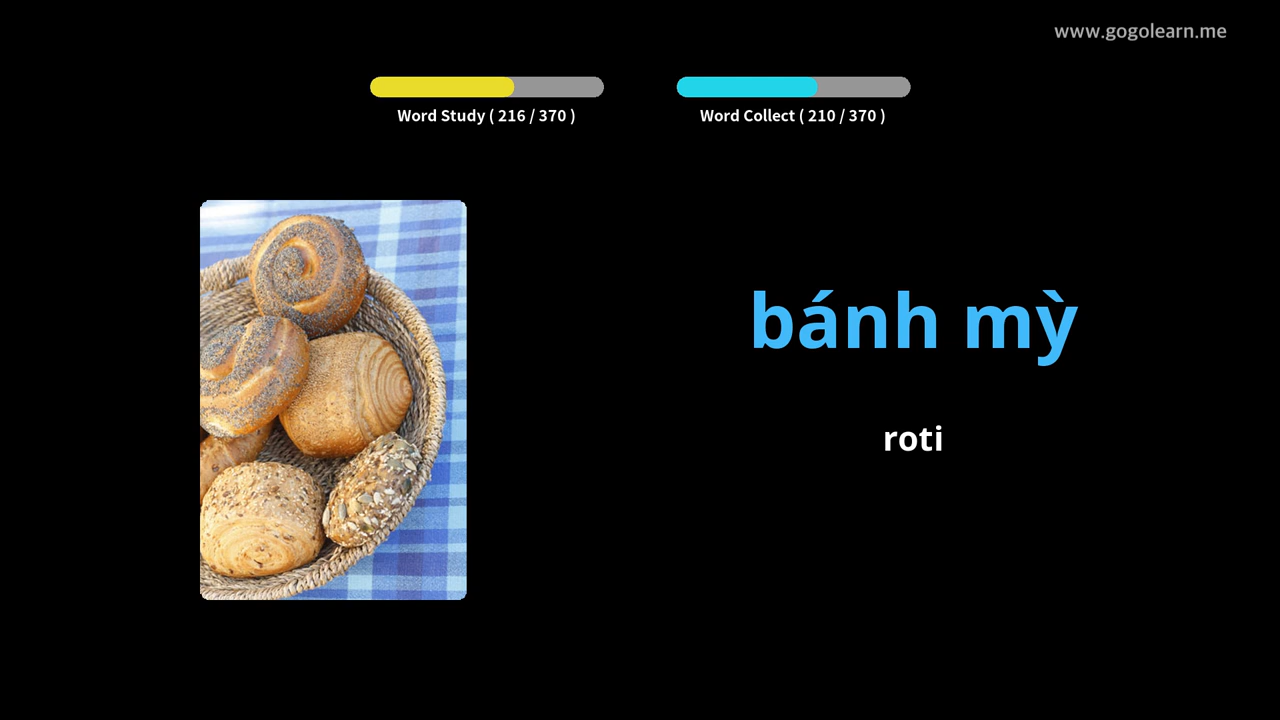 www.gogolearn.me
Word Study ( 216 / 370 )
Word Collect ( 210 / 370 )
bánh mỳ
roti